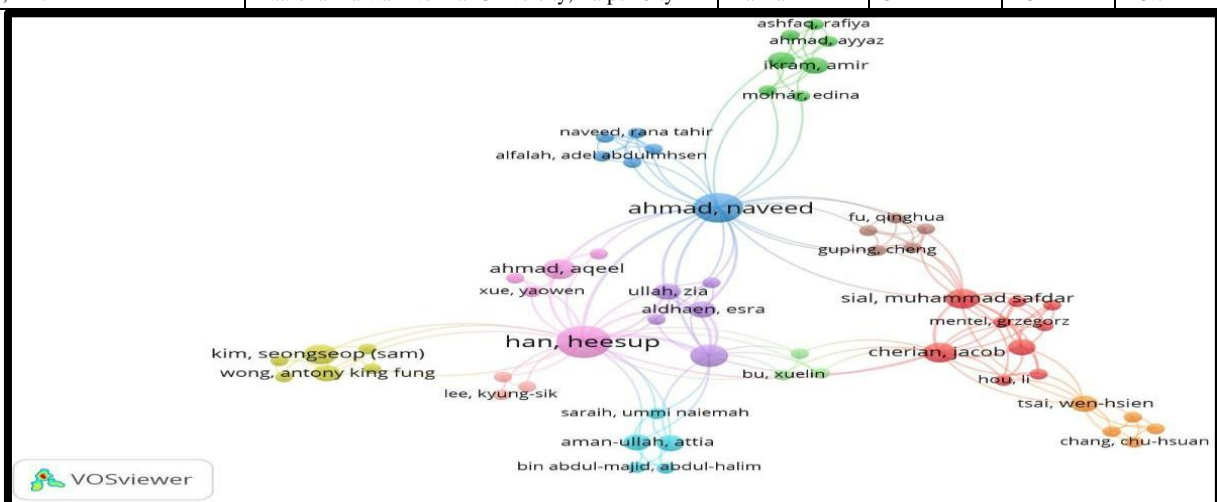 ashfaq, rafiya
ahmad, ayyaz
ikram, amir
molnár, edina
naveed, rana tahir
alfalah, adel abdulmhsen
ahmad, naveed
fu, qinghua
guping, cheng
ahmad, aqeel
xue, yaowen
ullah, zia
aldhaen, esra
sial, muhammad safdar
mentel, grzegorz
han, heesup
cherian, jacob
kim, seongseop (sam)
wong, antony king fung
bu, xuelin
hou, li
lee, kyung-sik
tsai, wen-hsien
saraih, ummi naiemah
chang, chu-hsuan
aman-ullah, attia
bin abdul-majid, abdul-halim
VOSviewer